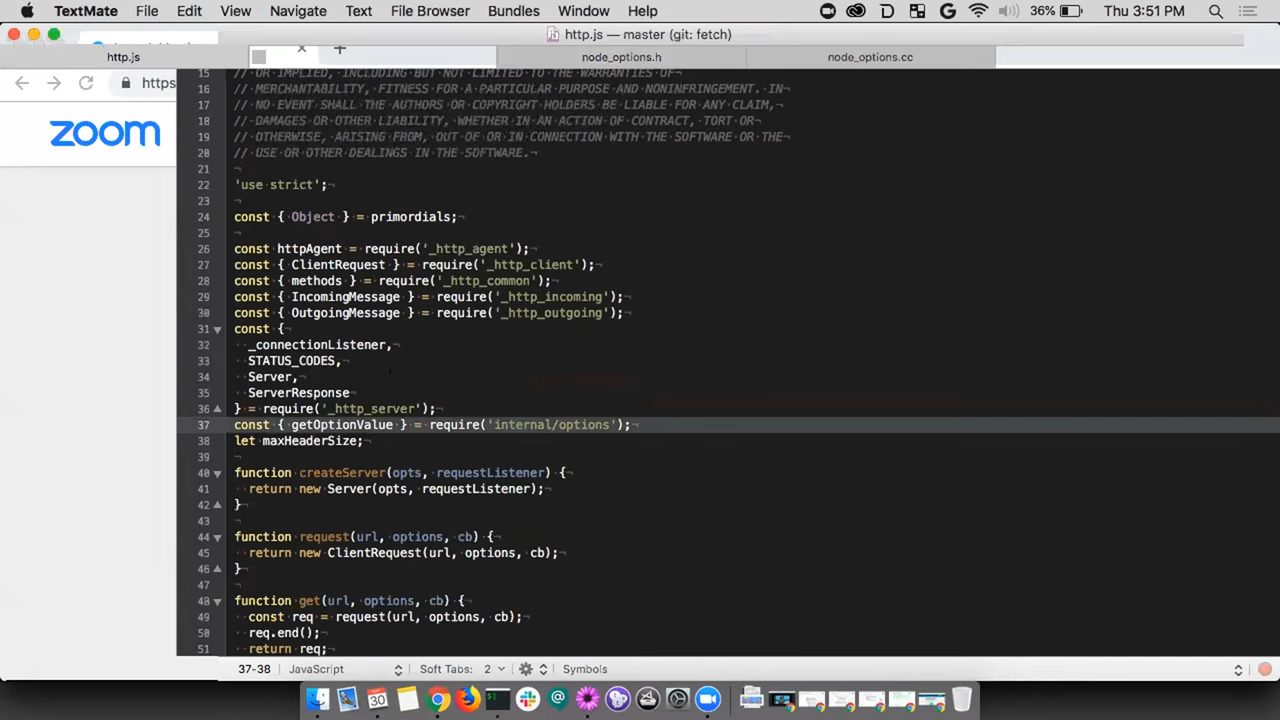 TextMate File Edit View Navigate Text File Browser Bundles Window Help 36% Thu 3:51 PM
http.js — master (git: fetch)
http.js node_options.h node_options.cc
https
zoom
15 // OR IMPLIED, INCLUDING BUT NOT LIMITED TO THE WARRANTIES OF¬
16 // MERCHANTABILITY, FITNESS FOR A PARTICULAR PURPOSE AND NONINFRINGEMENT. IN¬
17 // NO EVENT SHALL THE AUTHORS OR COPYRIGHT HOLDERS BE LIABLE FOR ANY CLAIM,¬
18 // DAMAGES OR OTHER LIABILITY, WHETHER IN AN ACTION OF CONTRACT, TORT OR¬
19 // OTHERWISE, ARISING FROM, OUT OF OR IN CONNECTION WITH THE SOFTWARE OR THE¬
20 // USE OR OTHER DEALINGS IN THE SOFTWARE.¬
21 ¬
22 'use strict';¬
23 ¬
24 const { Object } = primordials;¬
25 ¬
26 const httpAgent = require('_http_agent');¬
27 const { ClientRequest } = require('_http_client');¬
28 const { methods } = require('_http_common');¬
29 const { IncomingMessage } = require('_http_incoming');¬
30 const { OutgoingMessage } = require('_http_outgoing');¬
31 const {¬
32 _connectionListener,¬
33 STATUS_CODES,¬
34 Server,¬
35 ServerResponse¬
36 } = require('_http_server');¬
37 const { getOptionValue } = require('internal/options');¬
38 let maxHeaderSize;¬
39 ¬
40 function createServer(opts, requestListener) {¬
41 return new Server(opts, requestListener);¬
42 }¬
43 ¬
44 function request(url, options, cb) {¬
45 return new ClientRequest(url, options, cb);¬
46 }¬
47 ¬
48 function get(url, options, cb) {¬
49 const req = request(url, options, cb);¬
50 req.end();¬
51 return req;¬
37-38 JavaScript Soft Tabs: 2 Symbols
30